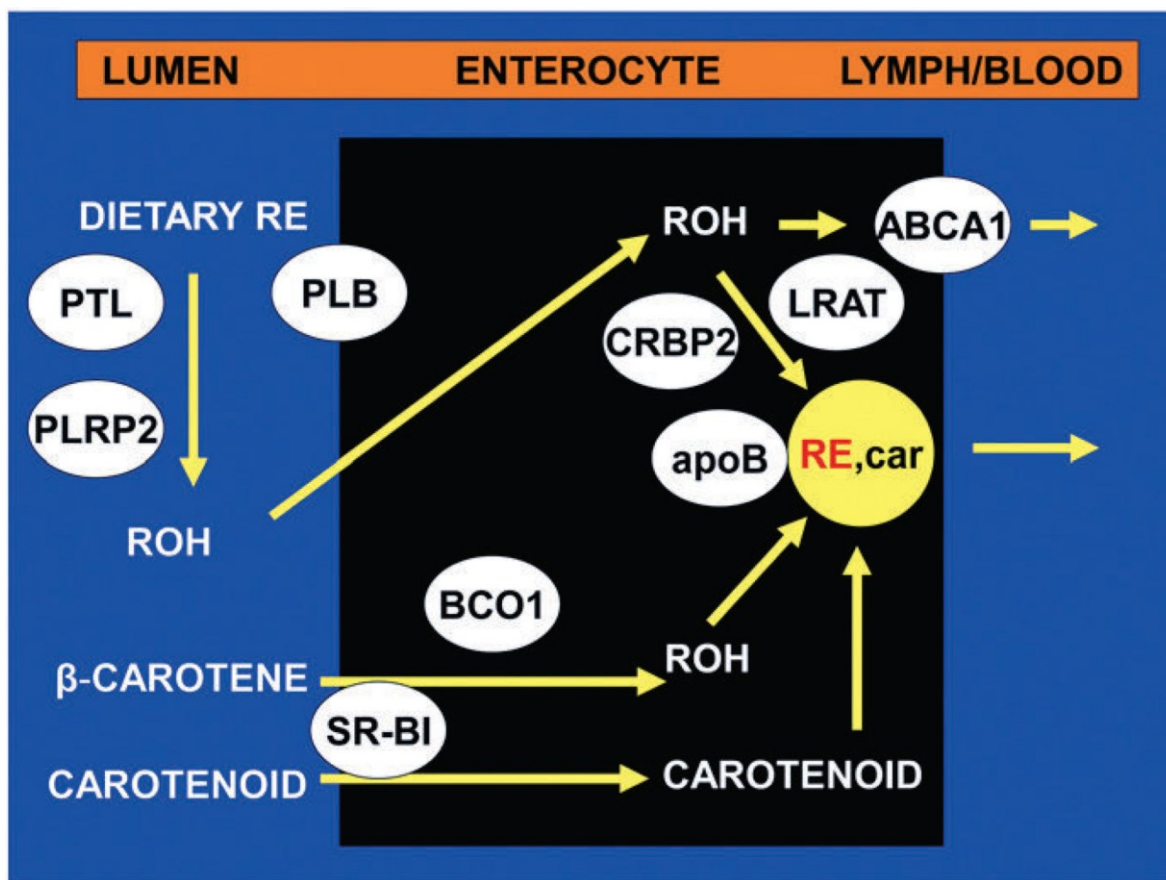 LUMEN ENTEROCYTE LYMPH/BLOOD
DIETARY RE
ROH
ABCA1
PTL
PLB
LRAT
CRBP2
PLRP2
apoB
RE,car
ROH
BCO1
β-CAROTENE
ROH
SR-BI
CAROTENOID
CAROTENOID